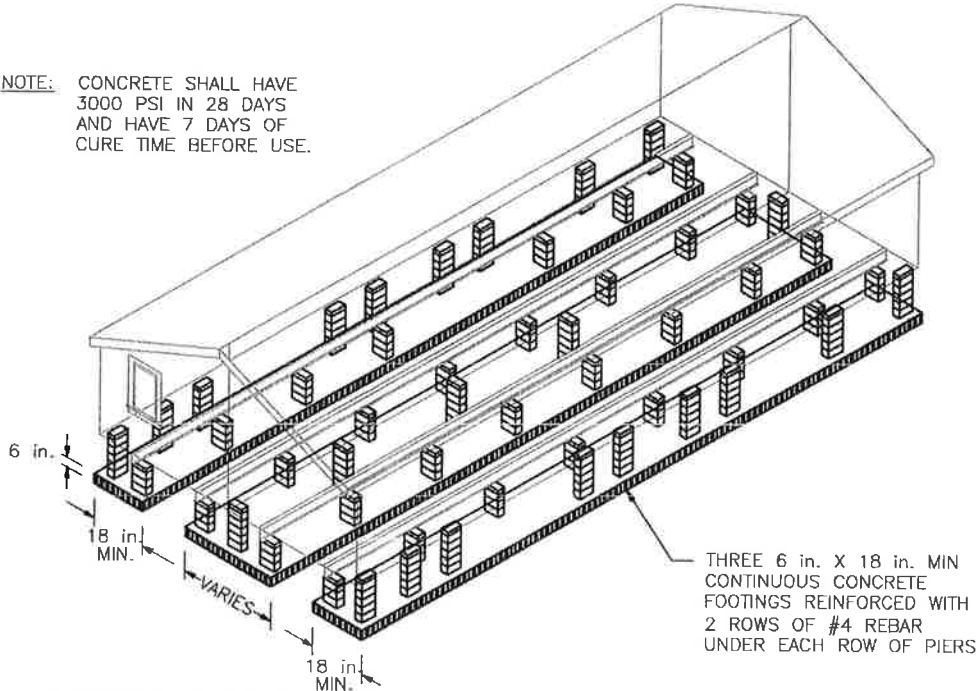 NOTE: CONCRETE SHALL HAVE
3000 PSI IN 28 DAYS
AND HAVE 7 DAYS OF
CURE TIME BEFORE USE.
6 in.
18 in.
MIN.
VARIES
18 in.
MIN.
THREE 6 in. X 18 in. MIN
CONTINUOUS CONCRETE
FOOTINGS REINFORCED WITH
2 ROWS OF #4 REBAR
UNDER EACH ROW OF PIERS